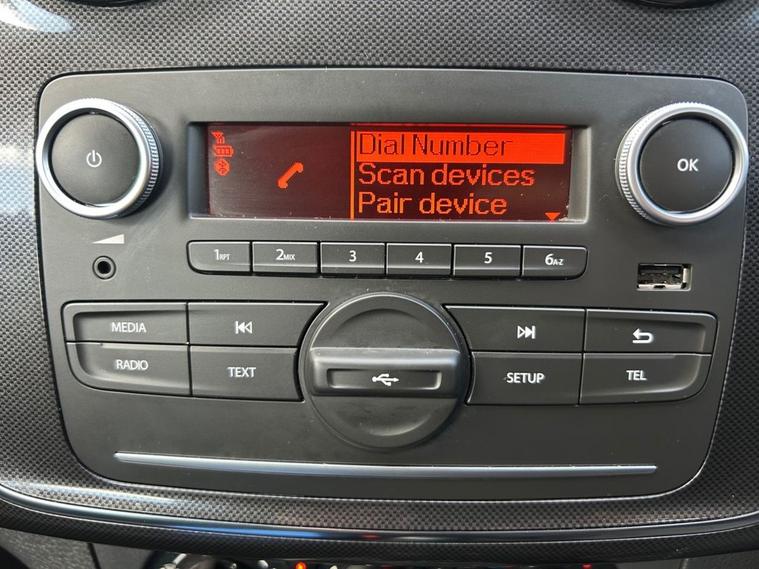 Dial Number
Scan devices
Pair device
OK
1RPT 2MIX 3 4 5 6A-Z
MEDIA
RADIO TEXT SETUP TEL